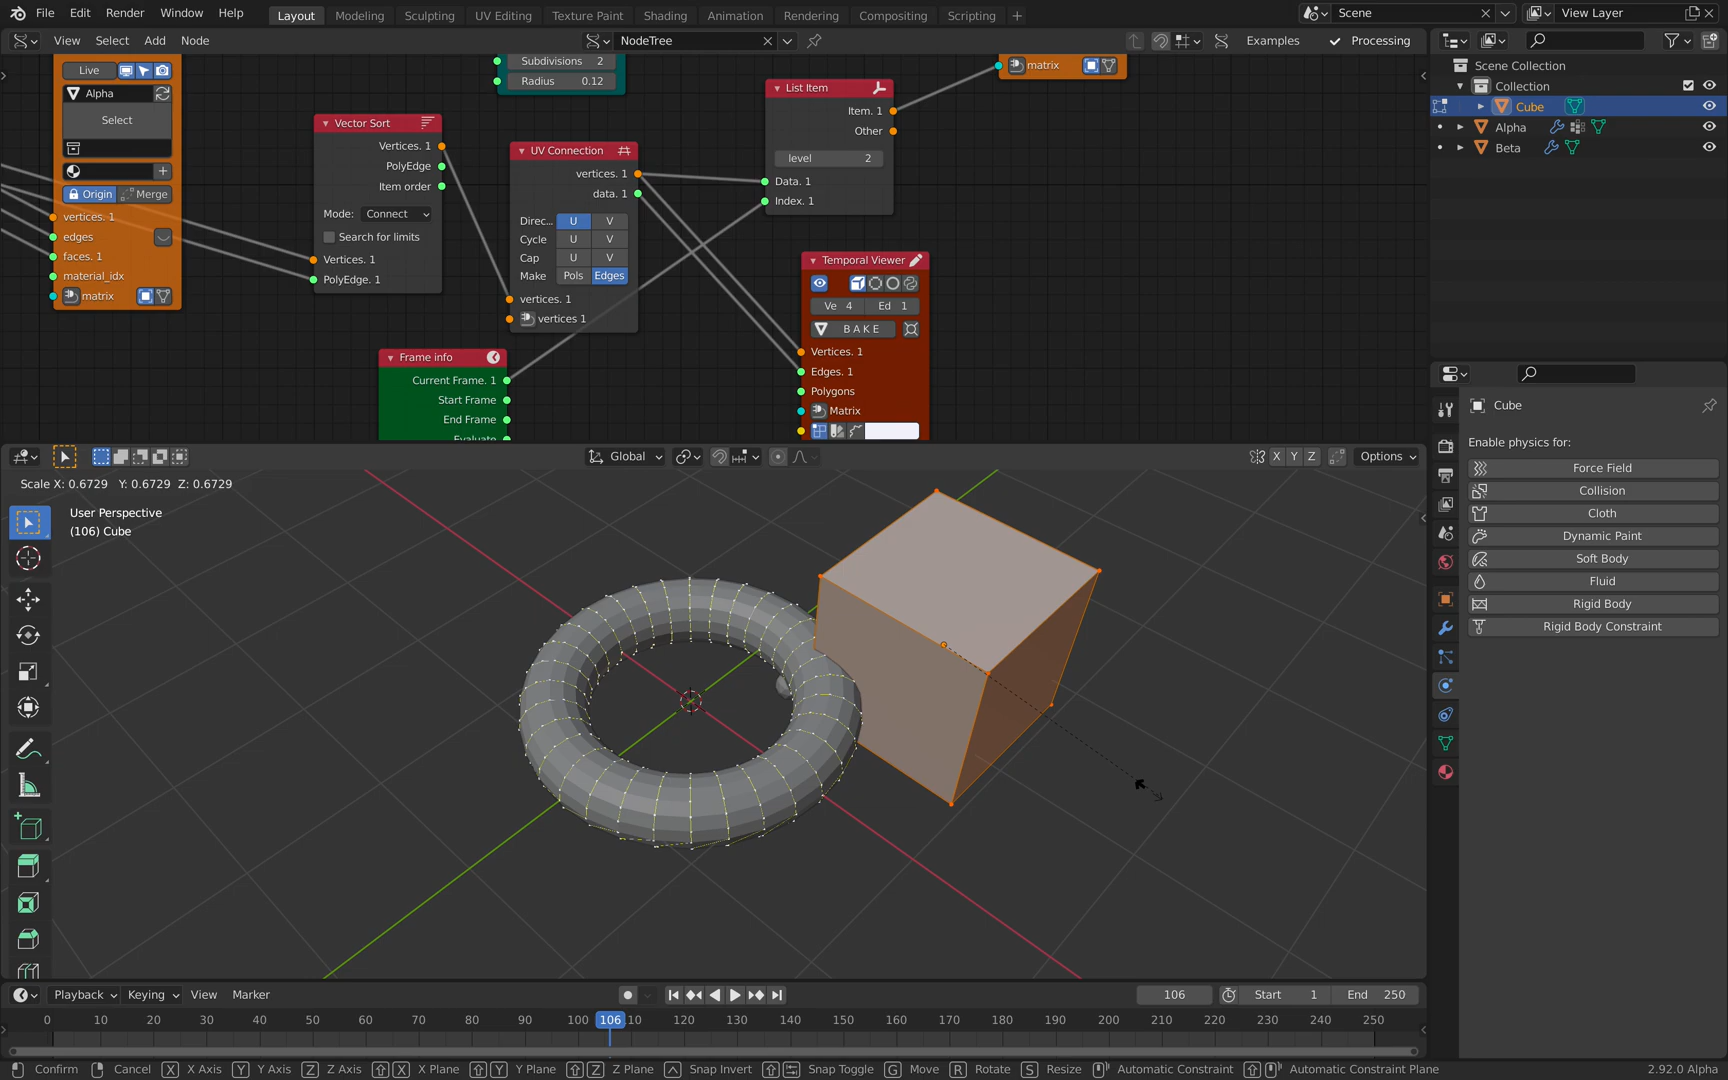 File Edit Render Window Help Layout Modeling Sculpting UV Editing Texture Paint Shading Animation Rendering Compositing Scripting + Scene View Layer
View Select Add Node NodeTree Examples Processing
Live
Alpha
Select
Origin Merge
vertices. 1
edges
faces. 1
material_idx
matrix
Vector Sort
Vertices. 1
PolyEdge
Item order
Mode: Connect
Search for limits
Vertices. 1
PolyEdge. 1
Subdivisions 2
Radius 0.12
UV Connection
vertices. 1
data. 1
Direc... U V
Cycle U V
Cap U V
Make Pols Edges
vertices. 1
vertices 1
Frame info
Current Frame. 1
Start Frame
End Frame
Evaluate
List Item
Item. 1
Other
level 2
Data. 1
Index. 1
matrix
Temporal Viewer
Ve 4 Ed 1
B A K E
Vertices. 1
Edges. 1
Polygons
Matrix
Scene Collection
Collection
Cube
Alpha
Beta
Cube
Enable physics for:
Force Field
Collision
Cloth
Dynamic Paint
Soft Body
Fluid
Rigid Body
Rigid Body Constraint
Global X Y Z Options
Scale X: 0.6729 Y: 0.6729 Z: 0.6729
User Perspective
(106) Cube
Playback Keying View Marker 106 Start 1 End 250
0 10 20 30 40 50 60 70 80 90 100 106 110 120 130 140 150 160 170 180 190 200 210 220 230 240 250
Confirm Cancel X X Axis Y Y Axis Z Z Axis X X Plane Y Y Plane Z Z Plane Snap Invert Snap Toggle G Move R Rotate S Resize Automatic Constraint Automatic Constraint Plane 2.92.0 Alpha